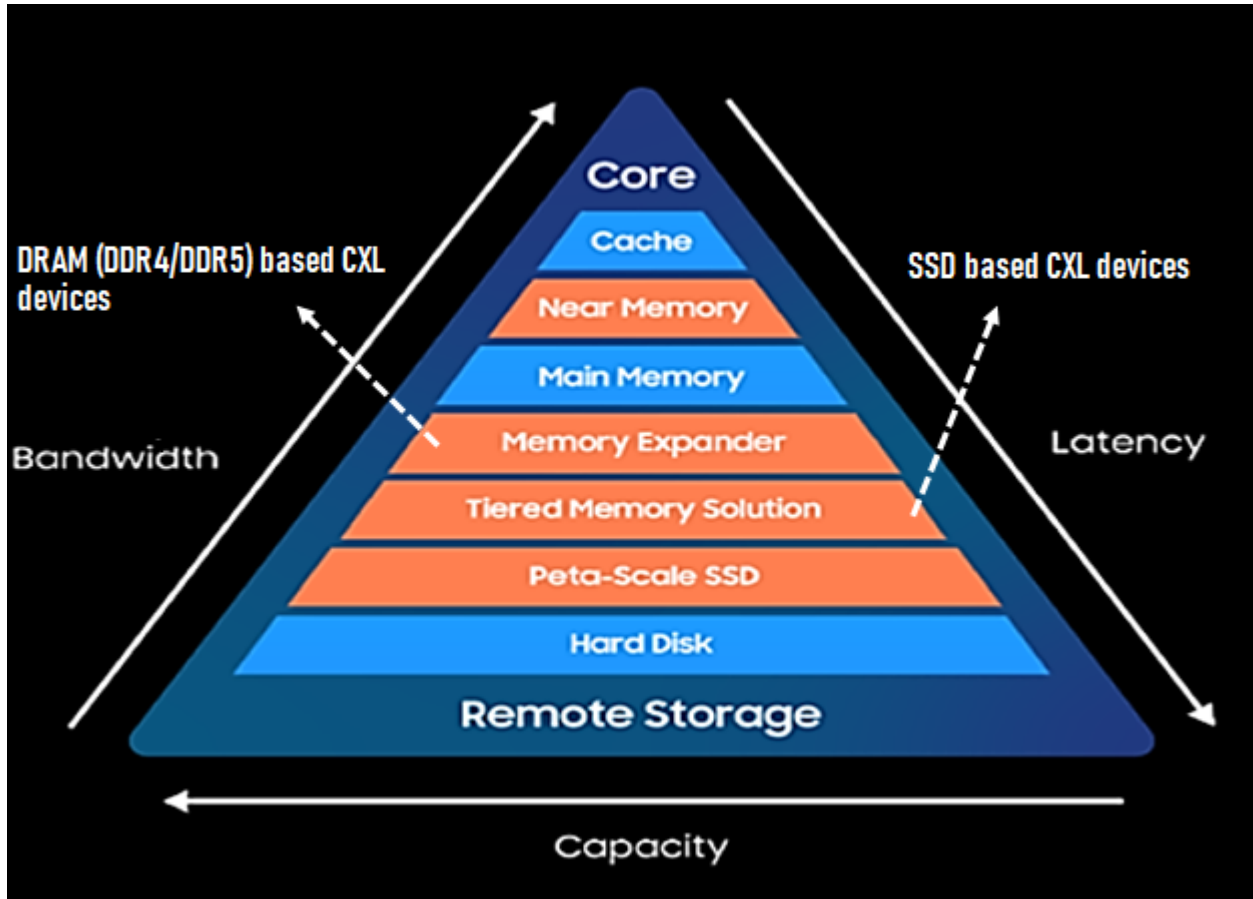 Core
Cache
DRAM (DDR4/DDR5) based CXL
devices
SSD based CXL devices
Near Memory
Main Memory
Bandwidth
Memory Expander
Latency
Tiered Memory Solution
Peta-Scale SSD
Hard Disk
Remote Storage
Capacity